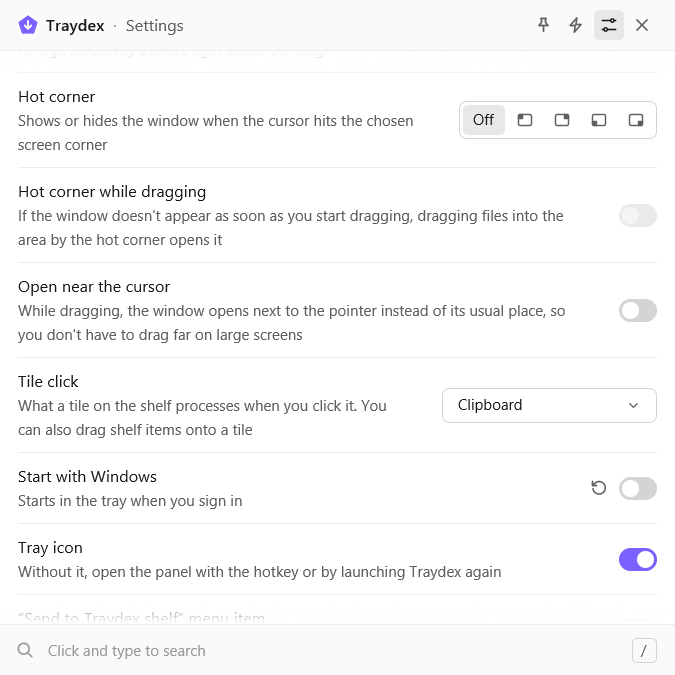 Traydex · Settings
Hot corner
Shows or hides the window when the cursor hits the chosen
screen corner
Off
Hot corner while dragging
If the window doesn't appear as soon as you start dragging, dragging files into the
area by the hot corner opens it
Open near the cursor
While dragging, the window opens next to the pointer instead of its usual place, so
you don't have to drag far on large screens
Tile click
What a tile on the shelf processes when you click it. You
can also drag shelf items onto a tile
Clipboard
Start with Windows
Starts in the tray when you sign in
Tray icon
Without it, open the panel with the hotkey or by launching Traydex again
“Send to Traydex shelf” menu item
Click and type to search
/